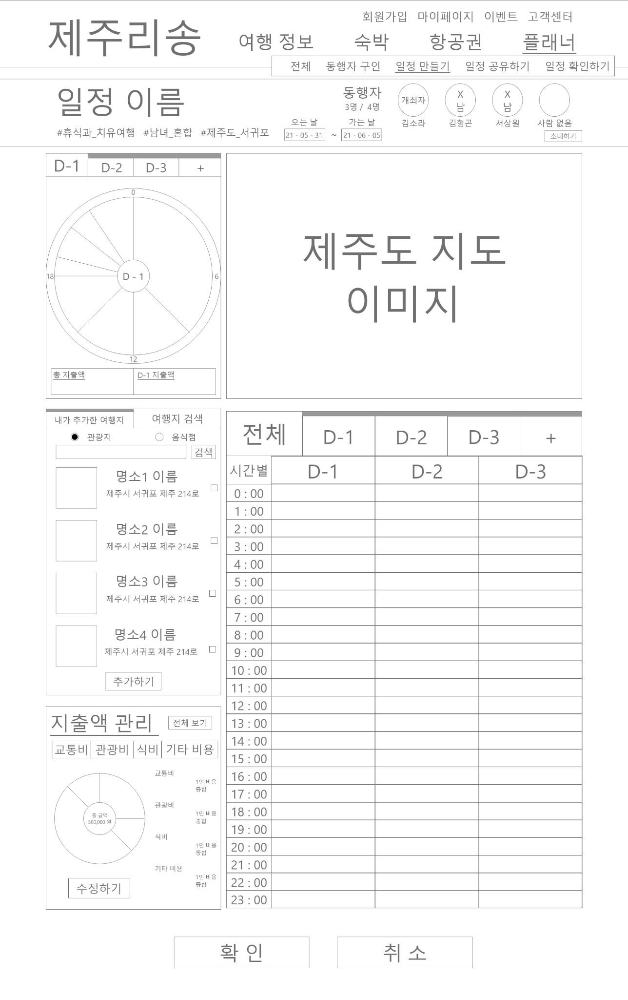 제주리송
회원가입 마이페이지 이벤트 고객센터
여행 정보 숙박 항공권 플래너
전체 동행자 구인 일정 만들기 일정 공유하기 일정 확인하기
일정 이름
#휴식과_치유여행 #남녀_혼합 #제주도_서귀포
동행자
3명 / 4명
오는 날 가는 날
21 - 05 - 31 ~ 21 - 06 - 05
개최자
김소라
X
남
김형곤
X
남
서상원
사람 없음
초대하기
D-1 D-2 D-3 +
0
18
D - 1
6
12
총 지출액 D-1 지출액
제주도 지도
이미지
내가 추가한 여행지 여행지 검색
관광지 음식점
검색
명소1 이름
제주시 서귀포 제주 214로
명소2 이름
제주시 서귀포 제주 214로
명소3 이름
제주시 서귀포 제주 214로
명소4 이름
제주시 서귀포 제주 214로
추가하기
지출액 관리 전체 보기
교통비 관광비 식비 기타 비용
총 금액
500,000 원
교통비
1인 비용
종합
관광비
1인 비용
종합
식비
1인 비용
종합
기타 비용
1인 비용
종합
수정하기
전체 D-1 D-2 D-3 +
시간별 D-1 D-2 D-3
0 : 00
1 : 00
2 : 00
3 : 00
4 : 00
5 : 00
6 : 00
7 : 00
8 : 00
9 : 00
10 : 00
11 : 00
12 : 00
13 : 00
14 : 00
15 : 00
16 : 00
17 : 00
18 : 00
19 : 00
20 : 00
21 : 00
22 : 00
23 : 00
확 인 취 소